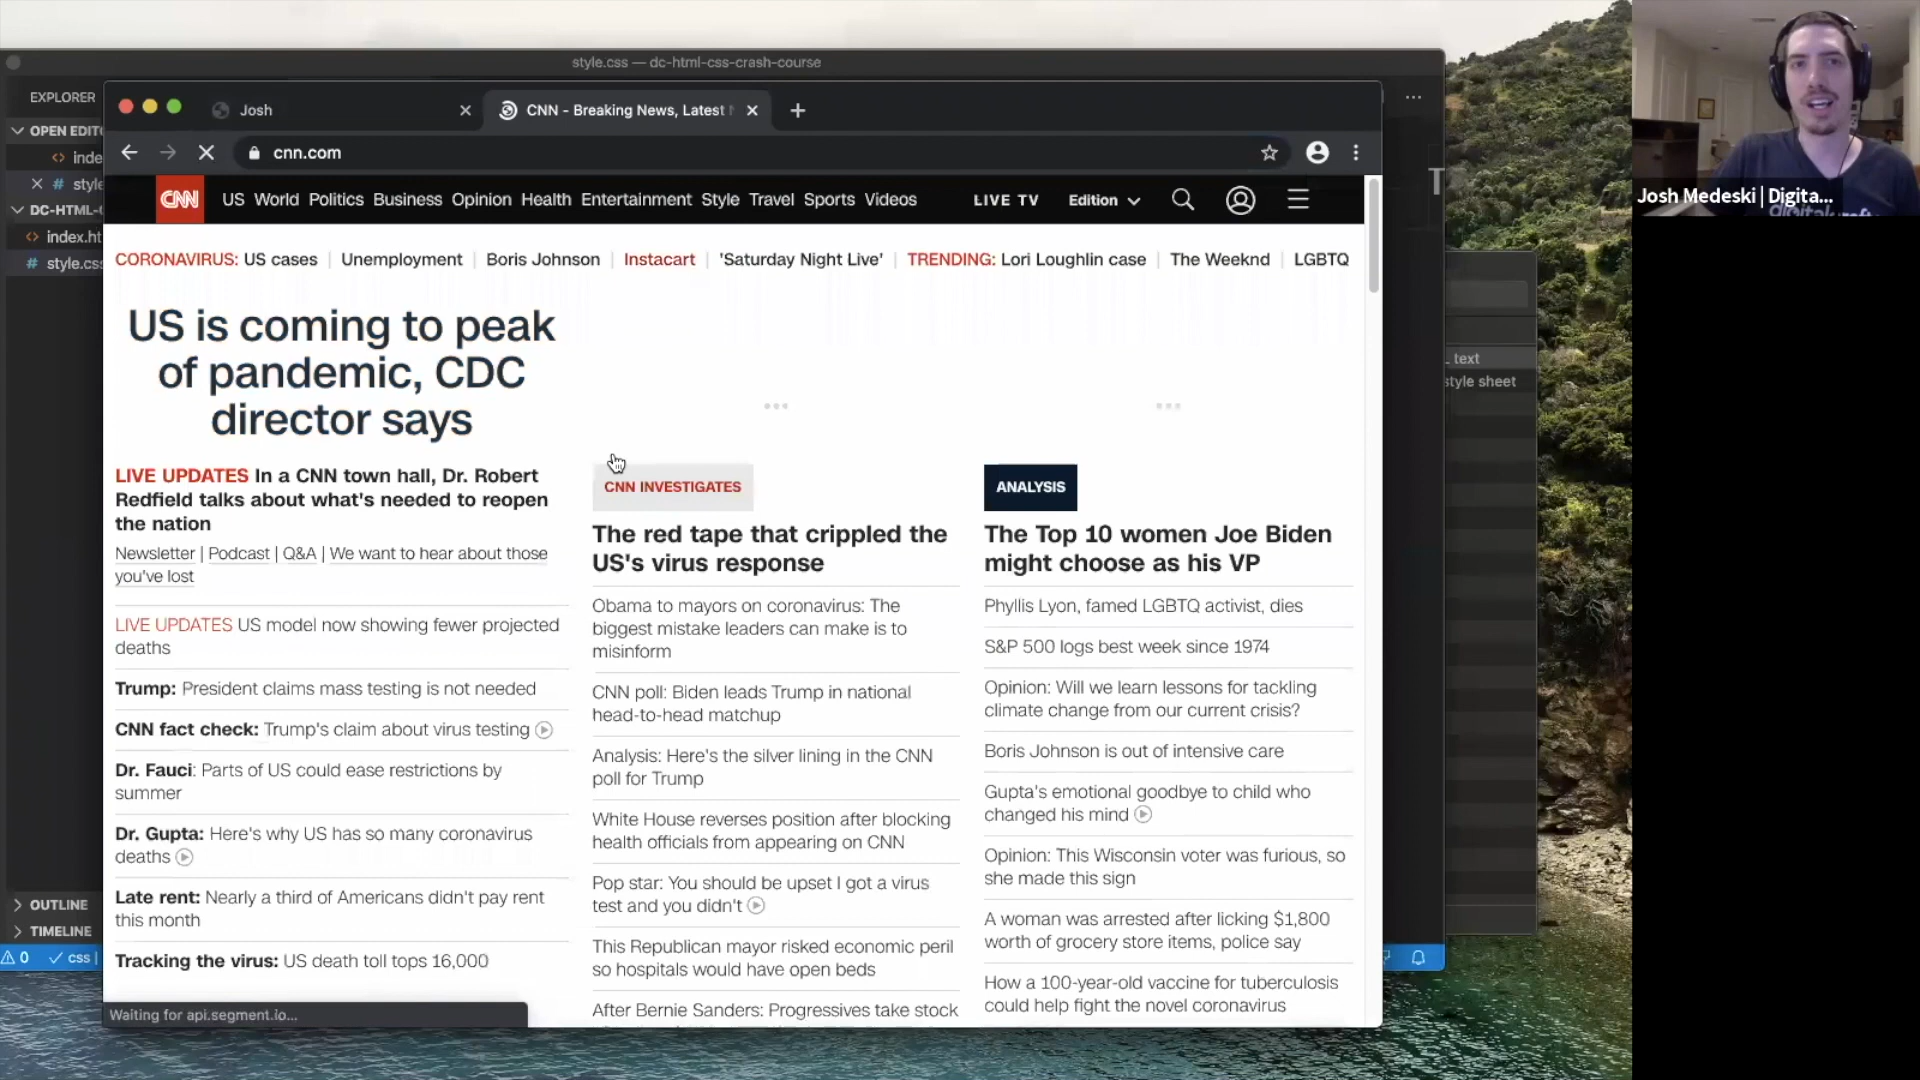 style.css — dc-html-css-crash-course
EXPLORER
OPEN EDIT
<> inde
# style
DC-HTML-
<> index.ht
# style.css
OUTLINE
TIMELINE
0
css
Josh
CNN - Breaking News, Latest
cnn.com
CNN
US World Politics Business Opinion Health Entertainment Style Travel Sports Videos LIVE TV Edition
CORONAVIRUS: US cases | Unemployment | Boris Johnson | Instacart | 'Saturday Night Live' | TRENDING: Lori Loughlin case | The Weeknd | LGBTQ
US is coming to peak
of pandemic, CDC
director says
LIVE UPDATES In a CNN town hall, Dr. Robert
Redfield talks about what's needed to reopen
the nation
Newsletter | Podcast | Q&A | We want to hear about those
you've lost
LIVE UPDATES US model now showing fewer projected
deaths
Trump: President claims mass testing is not needed
CNN fact check: Trump's claim about virus testing
Dr. Fauci: Parts of US could ease restrictions by
summer
Dr. Gupta: Here's why US has so many coronavirus
deaths
Late rent: Nearly a third of Americans didn't pay rent
this month
Tracking the virus: US death toll tops 16,000
CNN INVESTIGATES
The red tape that crippled the
US's virus response
Obama to mayors on coronavirus: The
biggest mistake leaders can make is to
misinform
CNN poll: Biden leads Trump in national
head-to-head matchup
Analysis: Here's the silver lining in the CNN
poll for Trump
White House reverses position after blocking
health officials from appearing on CNN
Pop star: You should be upset I got a virus
test and you didn't
This Republican mayor risked economic peril
so hospitals would have open beds
After Bernie Sanders: Progressives take stock
ANALYSIS
The Top 10 women Joe Biden
might choose as his VP
Phyllis Lyon, famed LGBTQ activist, dies
S&P 500 logs best week since 1974
Opinion: Will we learn lessons for tackling
climate change from our current crisis?
Boris Johnson is out of intensive care
Gupta's emotional goodbye to child who
changed his mind
Opinion: This Wisconsin voter was furious, so
she made this sign
A woman was arrested after licking $1,800
worth of grocery store items, police say
How a 100-year-old vaccine for tuberculosis
could help fight the novel coronavirus
Waiting for api.segment.io...
text
style sheet
Josh Medeski | Digita...